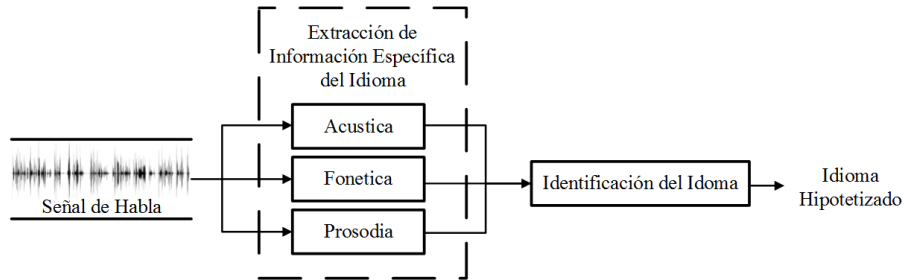 Extracción de
Información Específica
del Idioma
Acustica
Fonetica
Prosodia
Señal de Habla
Identificación del Idoma
Idioma
Hipotetizado